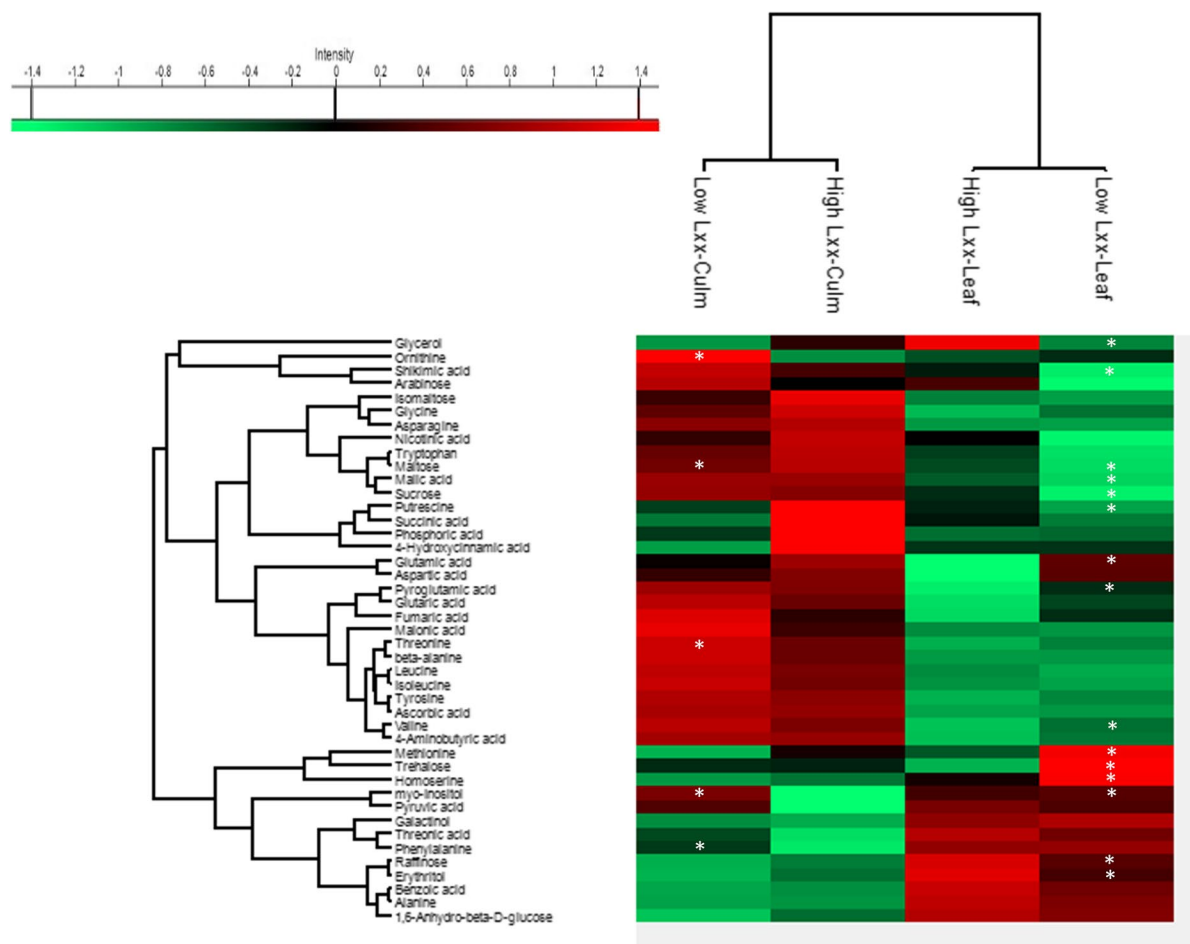 Intensity
-1.4 -1.2 -1 -0.8 -0.6 -0.4 -0.2 0 0.2 0.4 0.6 0.8 1 1.2 1.4
Low Lxx-Culm
High Lxx-Culm
High Lxx-Leaf
Low Lxx-Leaf
Glycerol
Ornithine
Shikimic acid
Arabinose
Isomaltose
Glycine
Asparagine
Nicotinic acid
Tryptophan
Maltose
Malic acid
Sucrose
Putrescine
Succinic acid
Phosphoric acid
4-Hydroxycinnamic acid
Glutamic acid
Aspartic acid
Pyroglutamic acid
Glutaric acid
Fumaric acid
Malonic acid
Threonine
beta-alanine
Leucine
Isoleucine
Tyrosine
Ascorbic acid
Valine
4-Aminobutyric acid
Methionine
Trehalose
Homoserine
myo-Inositol
Pyruvic acid
Galactinol
Threonic acid
Phenylalanine
Raffinose
Erythritol
Benzoic acid
Alanine
1,6-Anhydro-beta-D-glucose